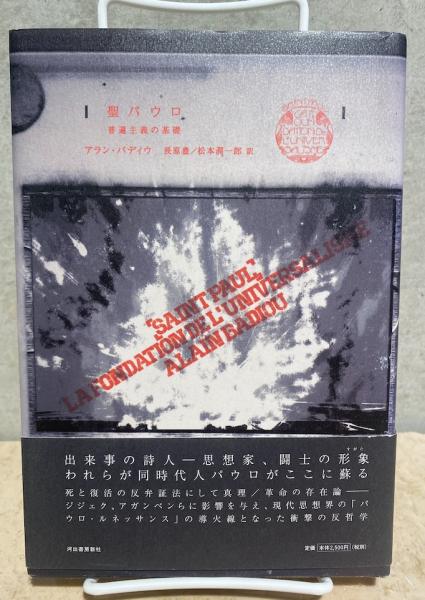 聖パウロ
普遍主義の基礎
アラン・バディウ 長原豊/松本潤一郎 訳
"SAINT PAUL"
LA FONDATION DE L'UNIVERSALISME
ALAIN BADIOU
出来事の詩人―思想家、闘士の形象
すがた
われらが同時代人パウロがここに蘇る
死と復活の反弁証法にして真理/革命の存在論――
ジジェク、アガンベンらに影響を与え、現代思想界の「パ
ウロ・ルネッサンス」の導火線となった衝撃の反哲学
河出書房新社
定価 本体2,500円(税別)